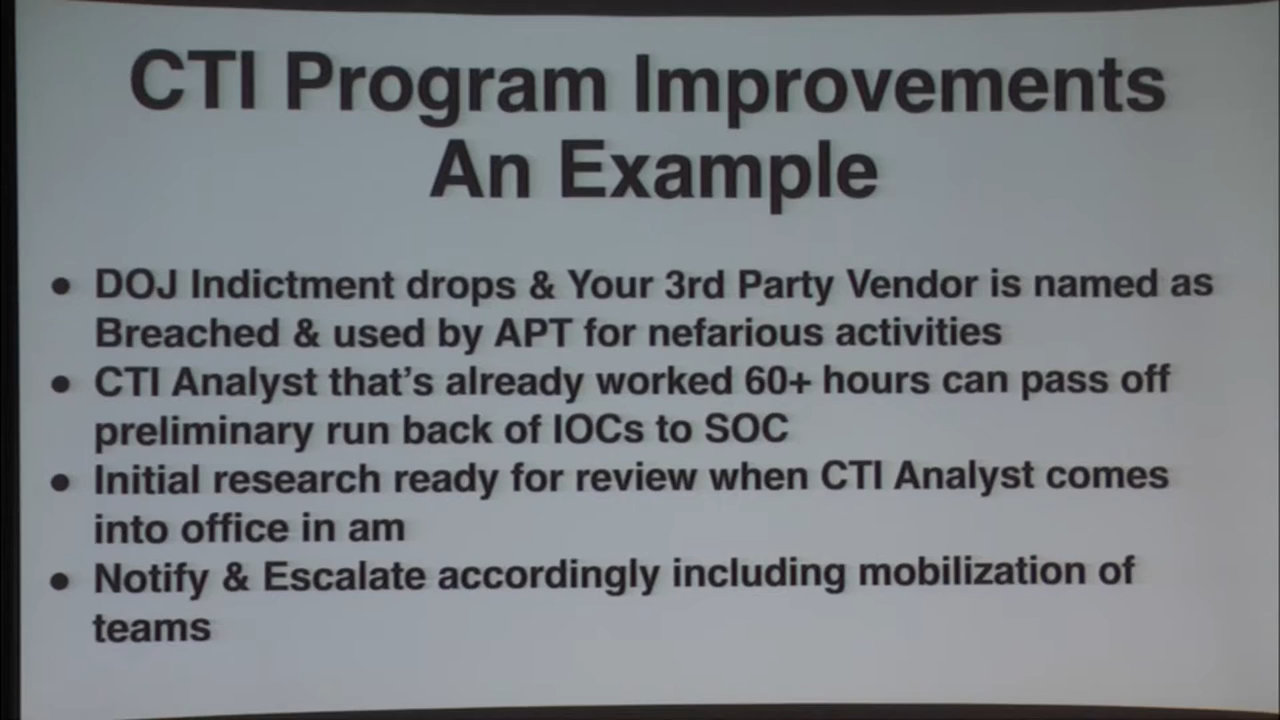 CTI Program Improvements
An Example
• DOJ Indictment drops & Your 3rd Party Vendor is named as
Breached & used by APT for nefarious activities
• CTI Analyst that's already worked 60+ hours can pass off
preliminary run back of IOCs to SOC
• Initial research ready for review when CTI Analyst comes
into office in am
• Notify & Escalate accordingly including mobilization of
teams